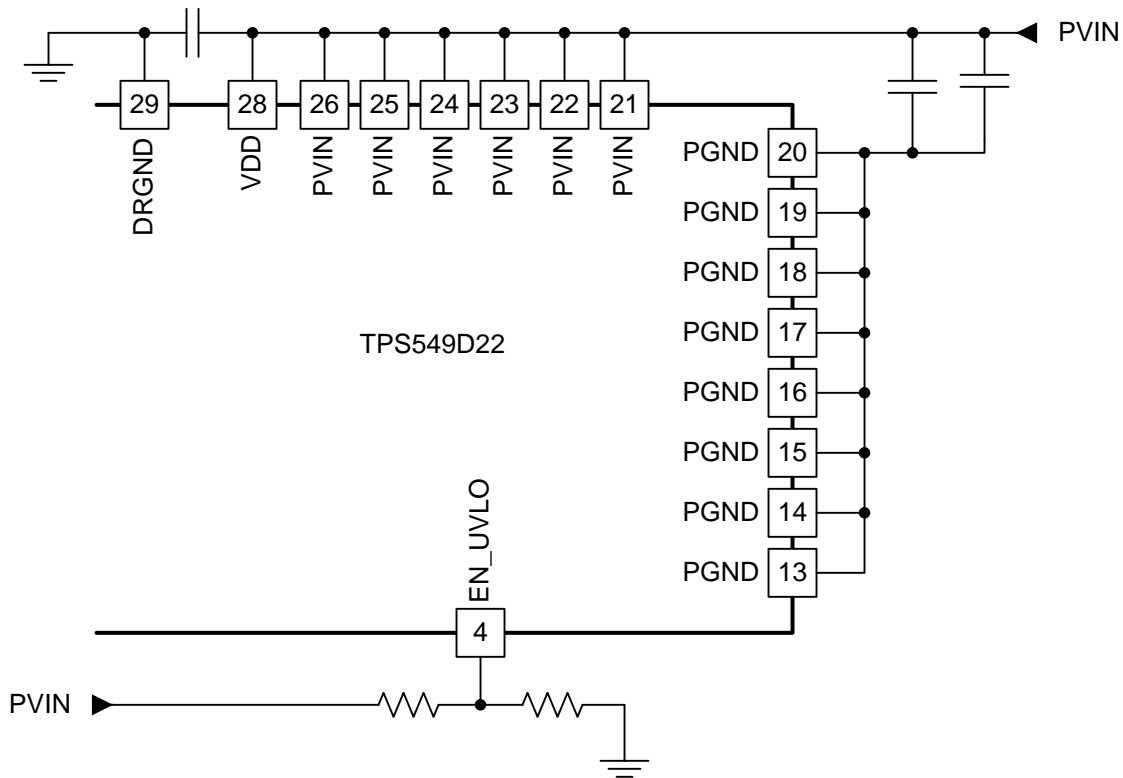 PVIN
29
28
26
25
24
23
22
21
DRGND
VDD
PVIN
PVIN
PVIN
PVIN
PVIN
PVIN
PGND 20
PGND 19
PGND 18
TPS549D22
PGND 17
PGND 16
PGND 15
PGND 14
PGND 13
EN_UVLO
4
PVIN